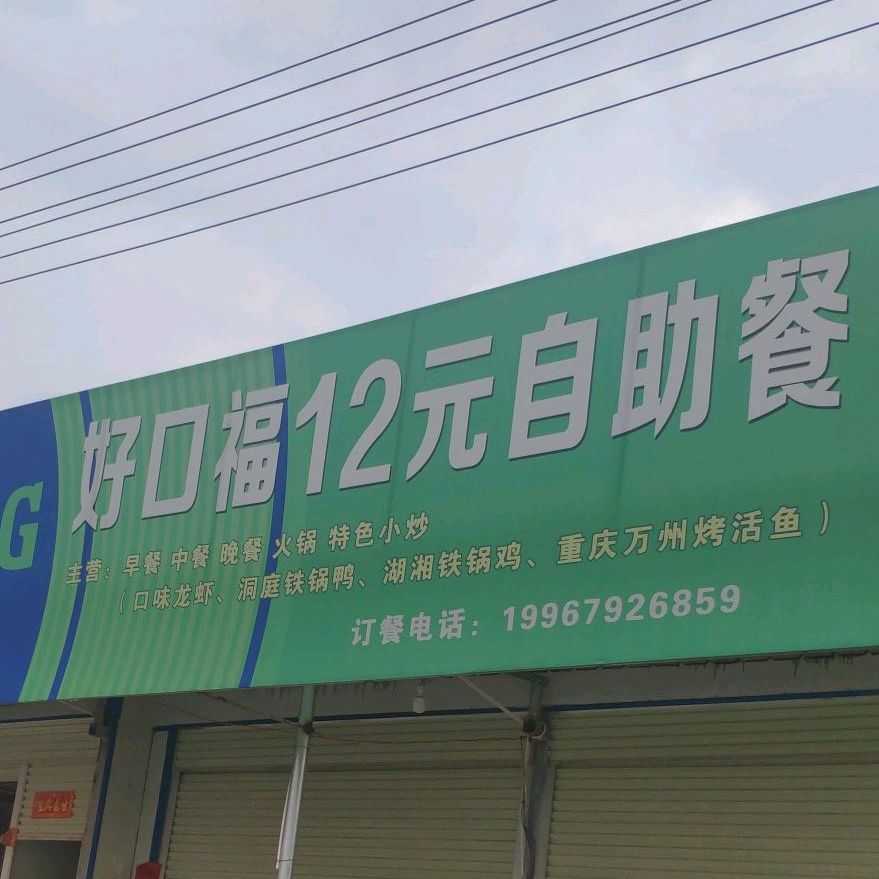 G
好口福12元自助餐
主营：早餐 中餐 晚餐 火锅 特色小炒
（口味龙虾、洞庭铁锅鸭、湖湘铁锅鸡、重庆万州烤活鱼）
订餐电话：19967926859